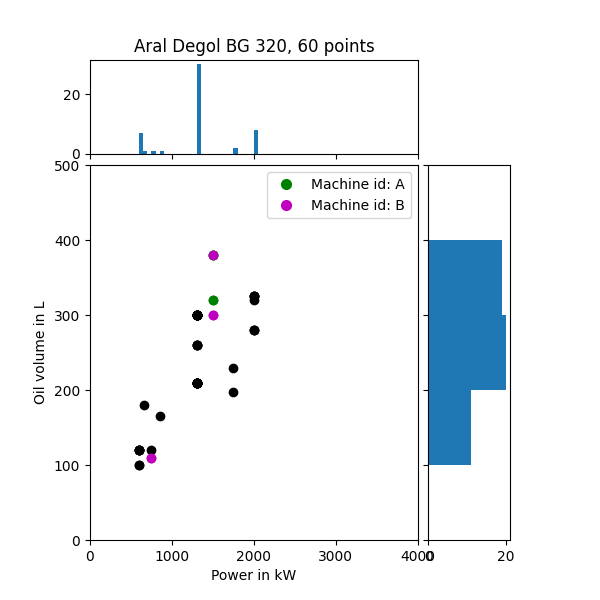 Aral Degol BG 320, 60 points
20
0
500
400
300
200
100
0
Oil volume in L
Machine id: A
Machine id: B
0 1000 2000 3000 4000
Power in kW
0 20